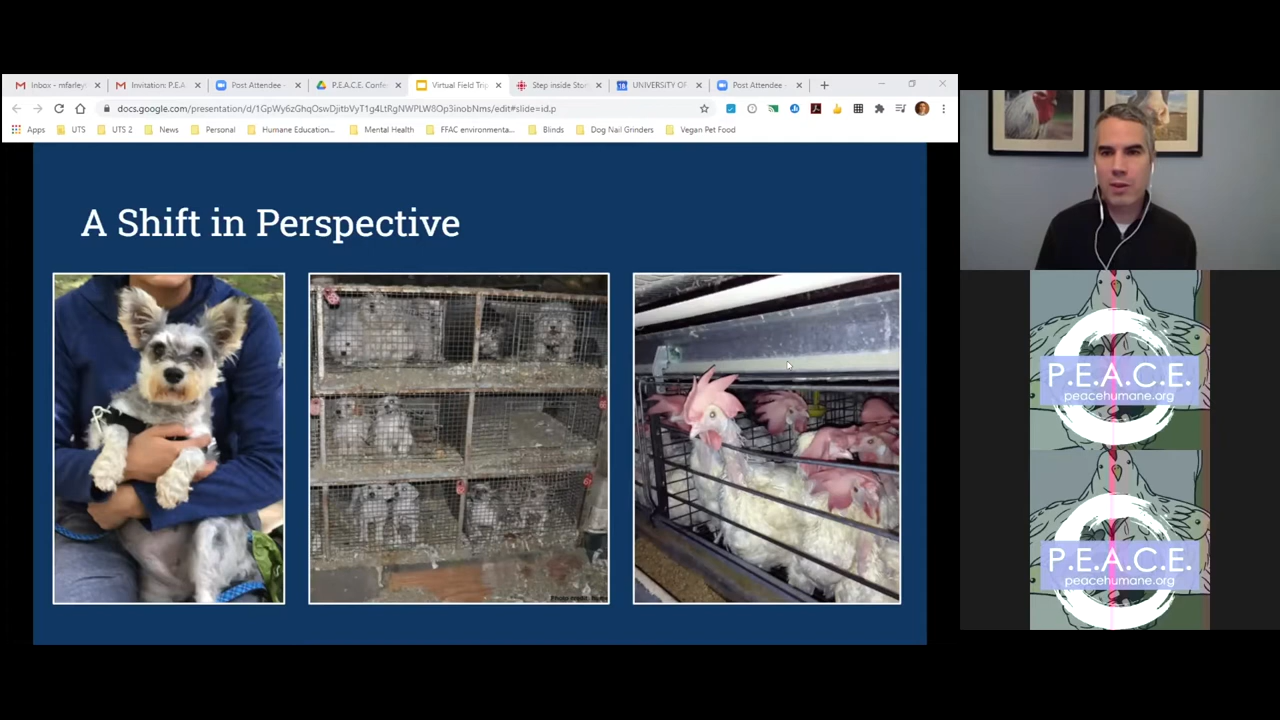 Inbox - mfarley
Invitation: P.E.A
Post Attendee -
P.E.A.C.E. Confe
Virtual Field Trip
Step inside Stor
UNIVERSITY OF
Post Attendee -
docs.google.com/presentation/d/1GpWy6zGhqOswDjitbVyT1g4LtRgNWPLW8Op3inobNms/edit#slide=id.p
Apps
UTS
UTS 2
News
Personal
Humane Education...
Mental Health
FFAC environmenta...
Blinds
Dog Nail Grinders
Vegan Pet Food
A Shift in Perspective
P.E.A.C.E.
peacehumane.org
P.E.A.C.E.
peacehumane.org